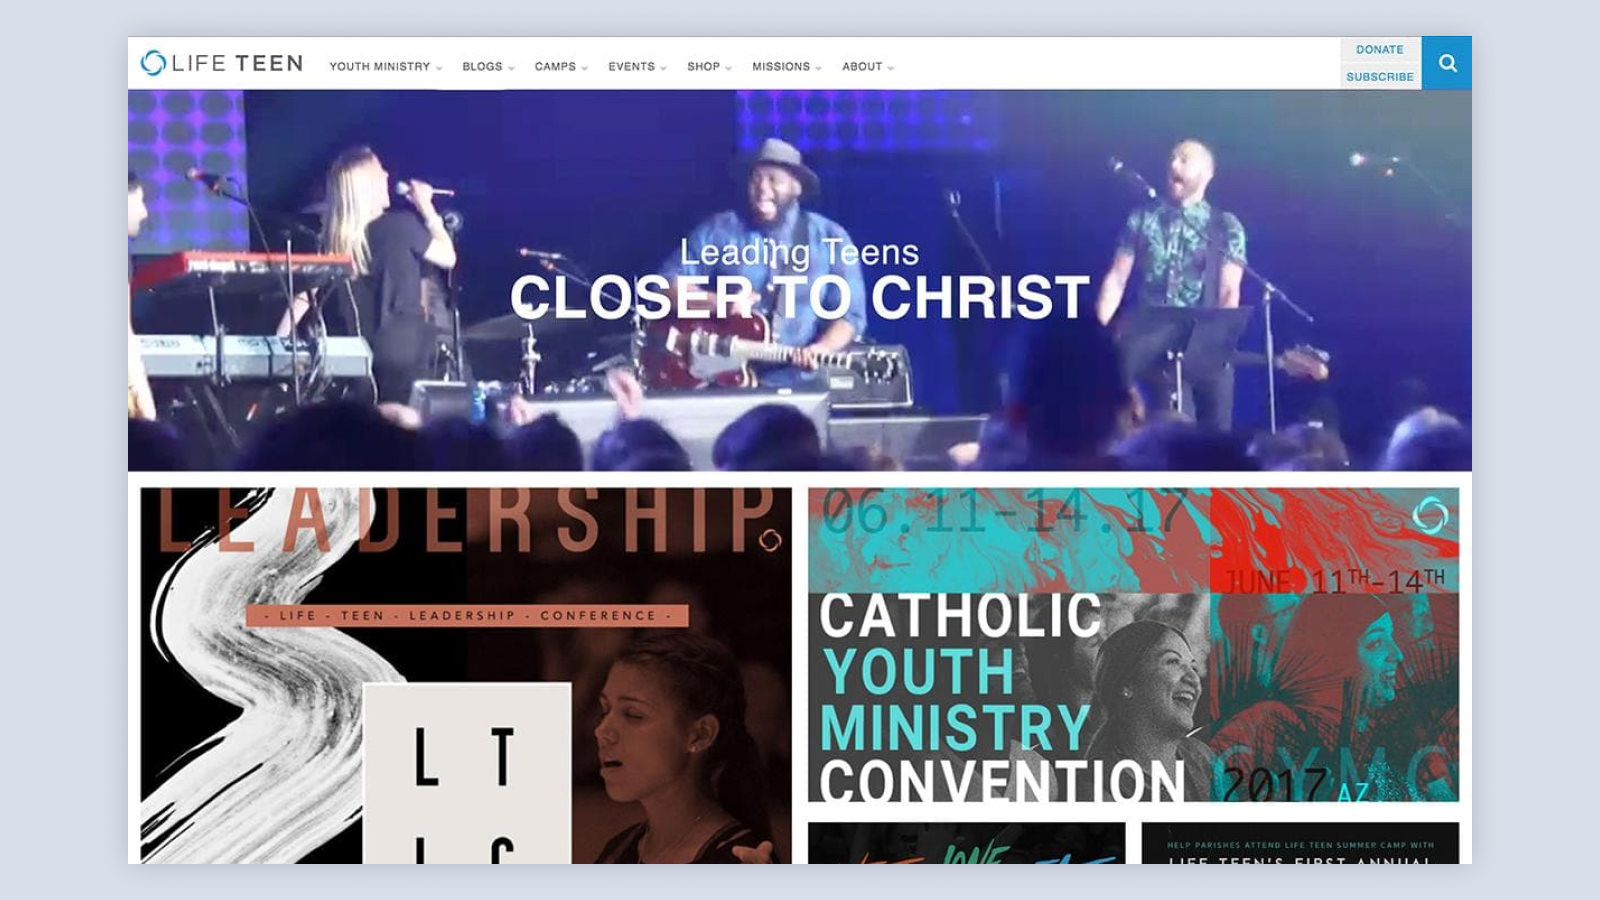 LIFE TEEN
YOUTH MINISTRY
BLOGS
CAMPS
EVENTS
SHOP
MISSIONS
ABOUT
DONATE
SUBSCRIBE
Leading Teens
CLOSER TO CHRIST
LEADERSHIP
- LIFE - TEEN - LEADERSHIP - CONFERENCE -
L T
L C
06.11-14.17
JUNE 11TH-14TH
CATHOLIC
YOUTH
MINISTRY
CONVENTION
CYMC
2017 AZ
HELP PARISHES ATTEND LIFE TEEN SUMMER CAMP WITH
LIFE TEEN'S FIRST ANNUAL